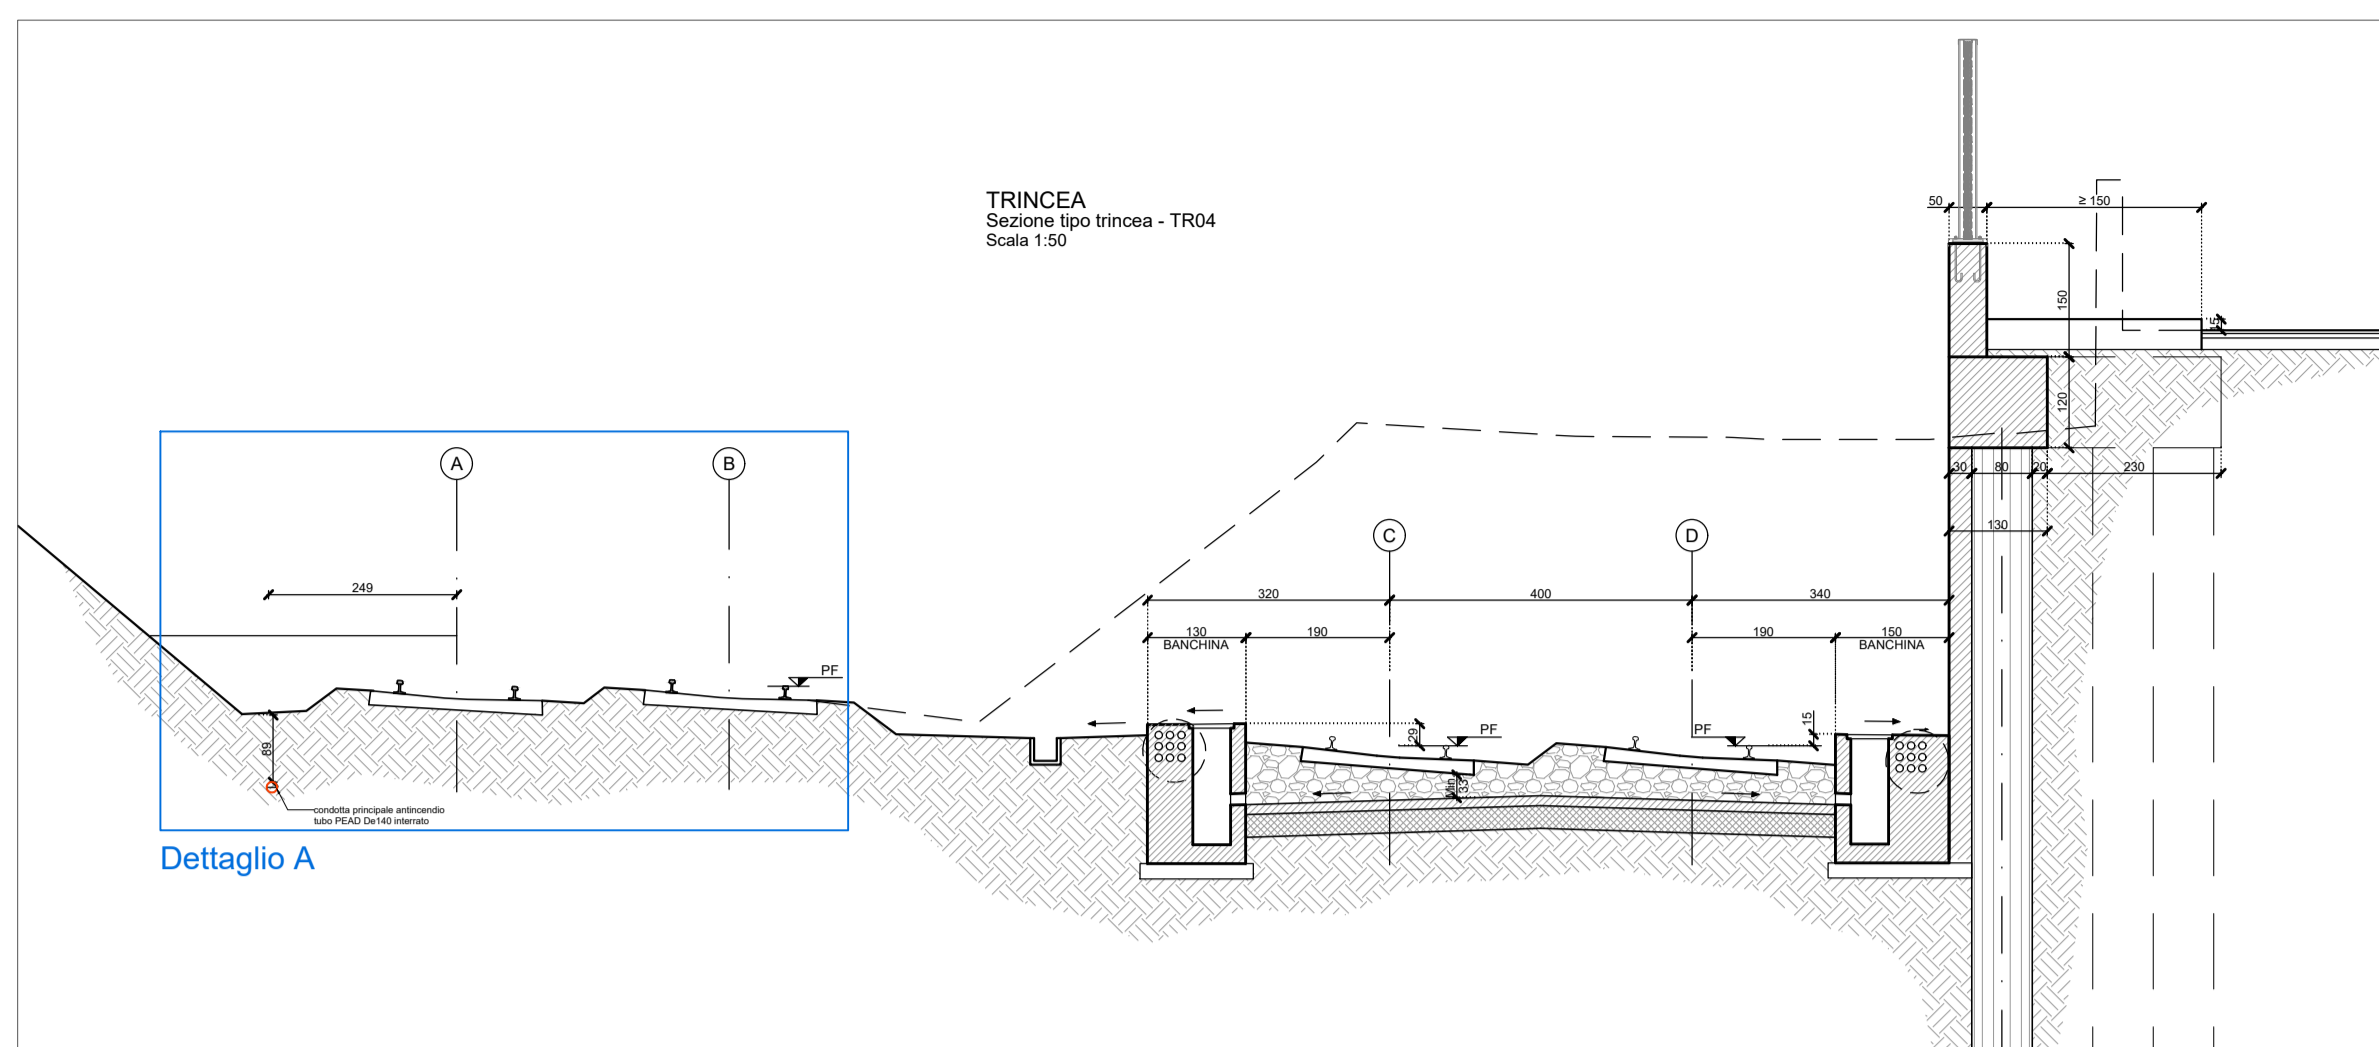 TRINCEA
Sezione tipo trincea - TR04
Scala 1:50
50
≥ 150
150
15
120
30
80
20
230
130
A
B
C
D
249
320
400
340
130
190
190
150
BANCHINA
BANCHINA
PF
PF
PF
29
15
89
Min.
33
condotta principale antincendio
tubo PEAD De140 interrato
Dettaglio A